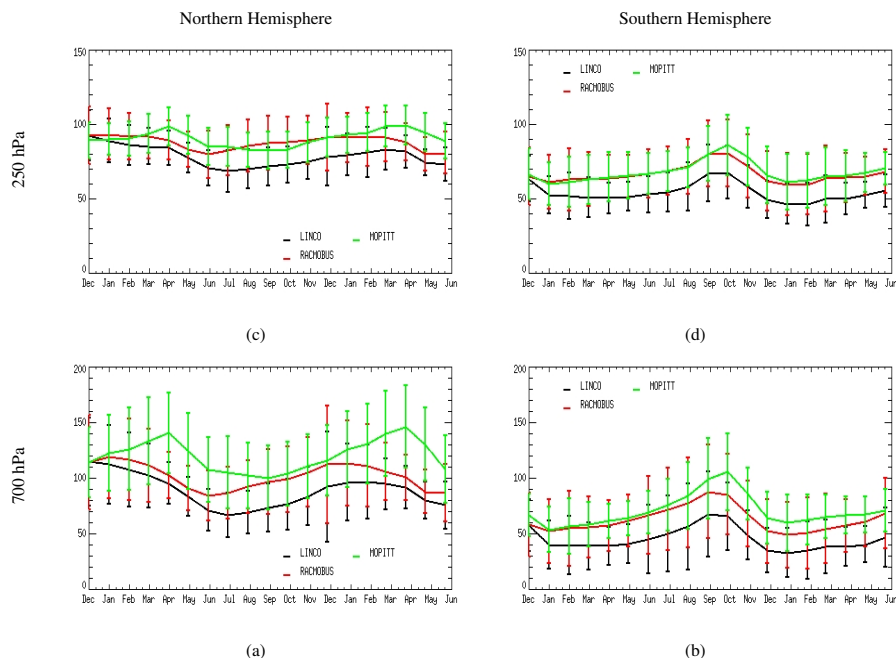 Northern Hemisphere
Southern Hemisphere
250 hPa
150
100
50
0
LINCO
MOPITT
RACMOBUS
Dec Jan Feb Mar Apr May Jun Jul Aug Sep Oct Nov Dec Jan Feb Mar Apr May Jun
(c)
150
100
50
0
LINCO
MOPITT
RACMOBUS
Dec Jan Feb Mar Apr May Jun Jul Aug Sep Oct Nov Dec Jan Feb Mar Apr May Jun
(d)
700 hPa
200
150
100
50
0
LINCO
MOPITT
RACMOBUS
Dec Jan Feb Mar Apr May Jun Jul Aug Sep Oct Nov Dec Jan Feb Mar Apr May Jun
(a)
200
150
100
50
0
LINCO
MOPITT
RACMOBUS
Dec Jan Feb Mar Apr May Jun Jul Aug Sep Oct Nov Dec Jan Feb Mar Apr May Jun
(b)